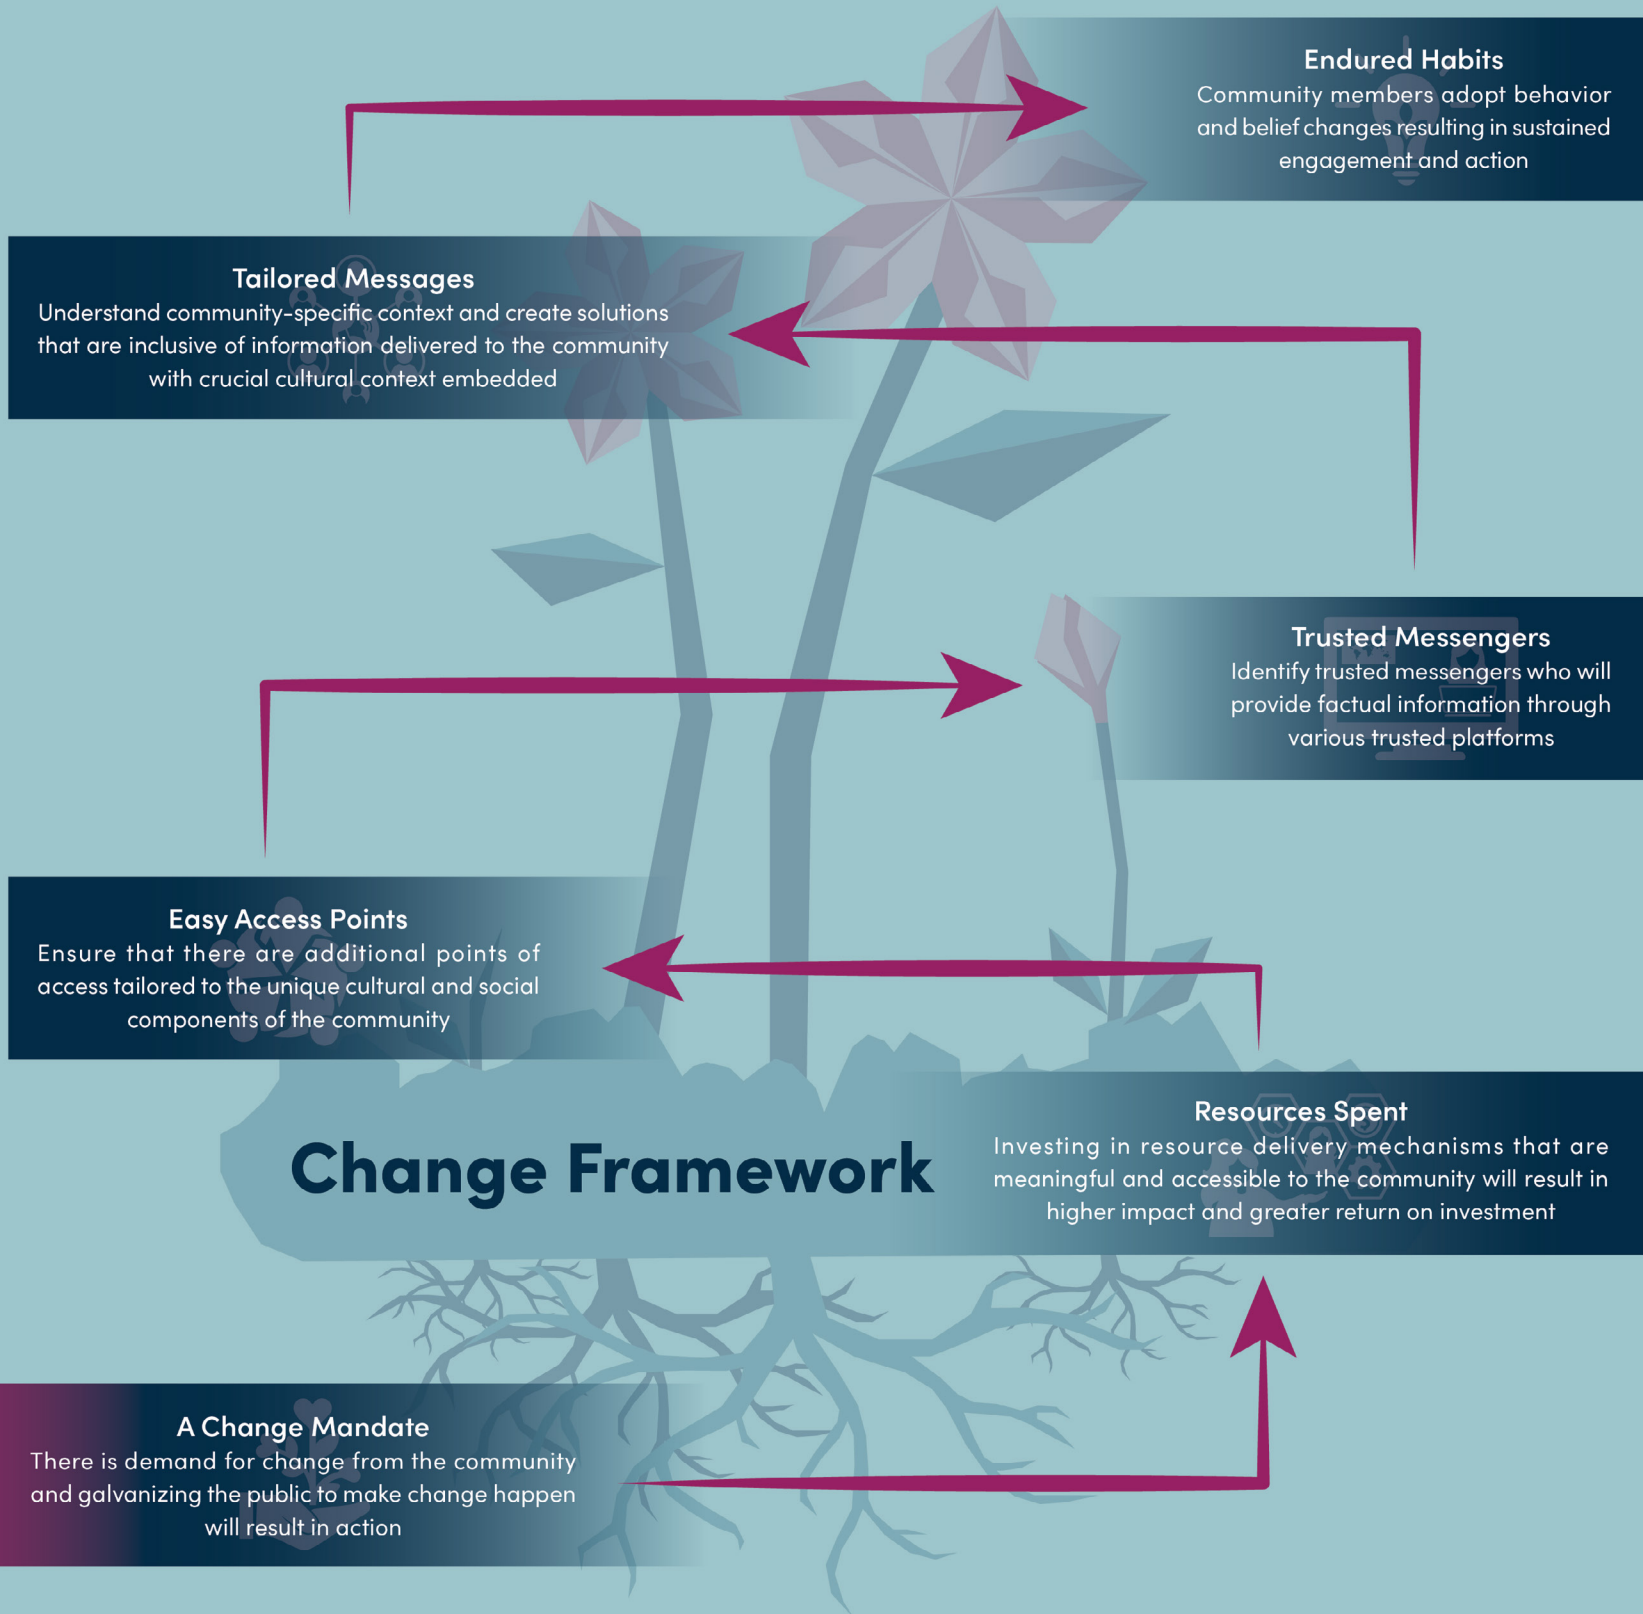 Endured Habits
Community members adopt behavior
and belief changes resulting in sustained
engagement and action
Tailored Messages
Understand community-specific context and create solutions
that are inclusive of information delivered to the community
with crucial cultural context embedded
Trusted Messengers
Identify trusted messengers who will
provide factual information through
various trusted platforms
Easy Access Points
Ensure that there are additional points of
access tailored to the unique cultural and social
components of the community
Resources Spent
Investing in resource delivery mechanisms that are
meaningful and accessible to the community will result in
higher impact and greater return on investment
Change Framework
A Change Mandate
There is demand for change from the community
and galvanizing the public to make change happen
will result in action